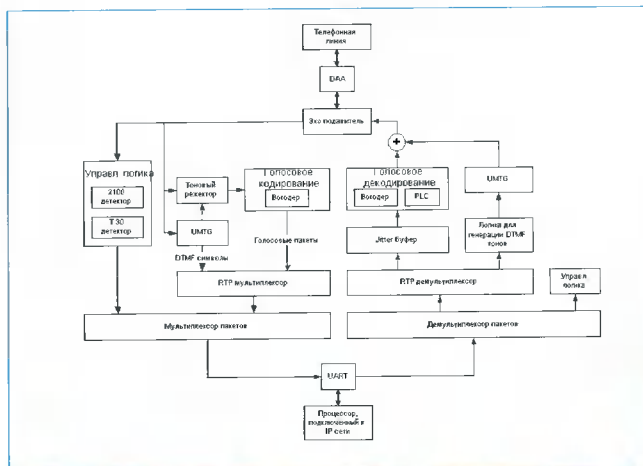 Телефонная
линия
DAA
Эхо подавитель
Управл логика
2100
детектор
T 30
детектор
Тоновый
режектор
UMTG
DTMF символы
Голосовое
кодирование
Вокодер
Голосовые пакеты
RTP мультиплексор
Мультиплексор пакетов
+
Голосовое
декодирование
Вокодер
PLC
Jitter буфер
UMTG
Логика для
генерации DTMF
тонов
RTP демультиплексор
Управл
логика
Демультиплексор пакетов
UART
Процессор,
подключенный к
IP сети